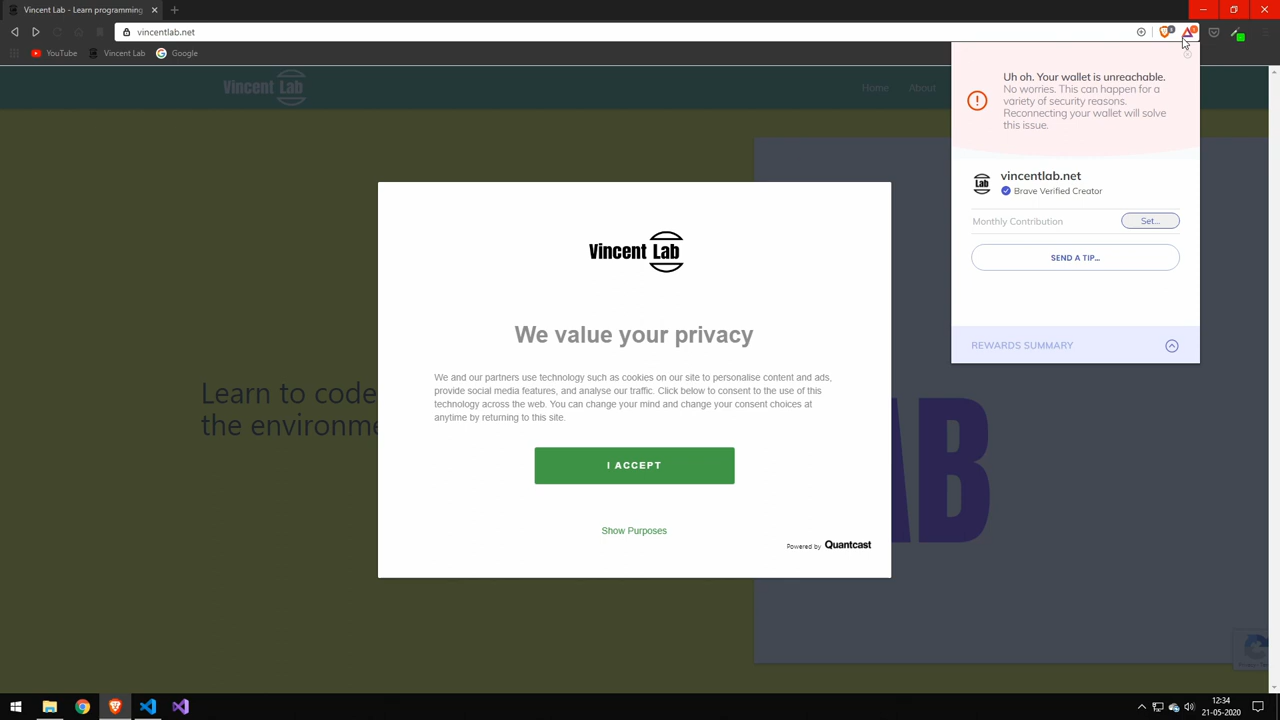 Vincent Lab - Learn programming
vincentlab.net
YouTube
Vincent Lab
Google
Vincent Lab
Home
About
Uh oh. Your wallet is unreachable.
No worries. This can happen for a
variety of security reasons.
Reconnecting your wallet will solve
this issue.
Lab
vincentlab.net
Brave Verified Creator
Monthly Contribution
Set...
SEND A TIP...
REWARDS SUMMARY
Vincent Lab
We value your privacy
We and our partners use technology such as cookies on our site to personalise content and ads,
provide social media features, and analyse our traffic. Click below to consent to the use of this
technology across the web. You can change your mind and change your consent choices at
anytime by returning to this site.
I ACCEPT
Show Purposes
Powered by Quantcast
Learn to code
the environme
AB
12:34
21-05-2020